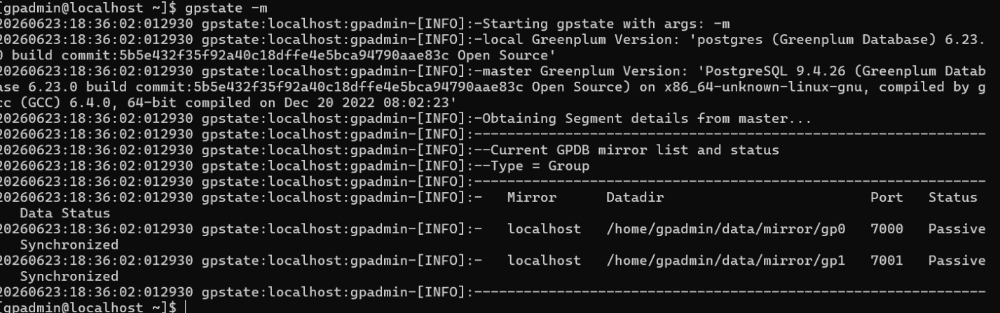 [gpadmin@localhost ~]$ gpstate -m
20260623:18:36:02:012930 gpstate:localhost:gpadmin-[INFO]:-Starting gpstate with args: -m
20260623:18:36:02:012930 gpstate:localhost:gpadmin-[INFO]:-local Greenplum Version: 'postgres (Greenplum Database) 6.23.
0 build commit:5b5e432f35f92a40c18dffe4e5bca94790aae83c Open Source'
20260623:18:36:02:012930 gpstate:localhost:gpadmin-[INFO]:-master Greenplum Version: 'PostgreSQL 9.4.26 (Greenplum Datab
ase 6.23.0 build commit:5b5e432f35f92a40c18dffe4e5bca94790aae83c Open Source) on x86_64-unknown-linux-gnu, compiled by g
cc (GCC) 6.4.0, 64-bit compiled on Dec 20 2022 08:02:23'
20260623:18:36:02:012930 gpstate:localhost:gpadmin-[INFO]:-Obtaining Segment details from master...
20260623:18:36:02:012930 gpstate:localhost:gpadmin-[INFO]:--------------------------------------------------------------
20260623:18:36:02:012930 gpstate:localhost:gpadmin-[INFO]:--Current GPDB mirror list and status
20260623:18:36:02:012930 gpstate:localhost:gpadmin-[INFO]:--Type = Group
20260623:18:36:02:012930 gpstate:localhost:gpadmin-[INFO]:--------------------------------------------------------------
20260623:18:36:02:012930 gpstate:localhost:gpadmin-[INFO]:-   Mirror      Datadir                         Port   Status
   Data Status
20260623:18:36:02:012930 gpstate:localhost:gpadmin-[INFO]:-   localhost   /home/gpadmin/data/mirror/gp0   7000   Passive
   Synchronized
20260623:18:36:02:012930 gpstate:localhost:gpadmin-[INFO]:-   localhost   /home/gpadmin/data/mirror/gp1   7001   Passive
   Synchronized
20260623:18:36:02:012930 gpstate:localhost:gpadmin-[INFO]:--------------------------------------------------------------
[gpadmin@localhost ~]$